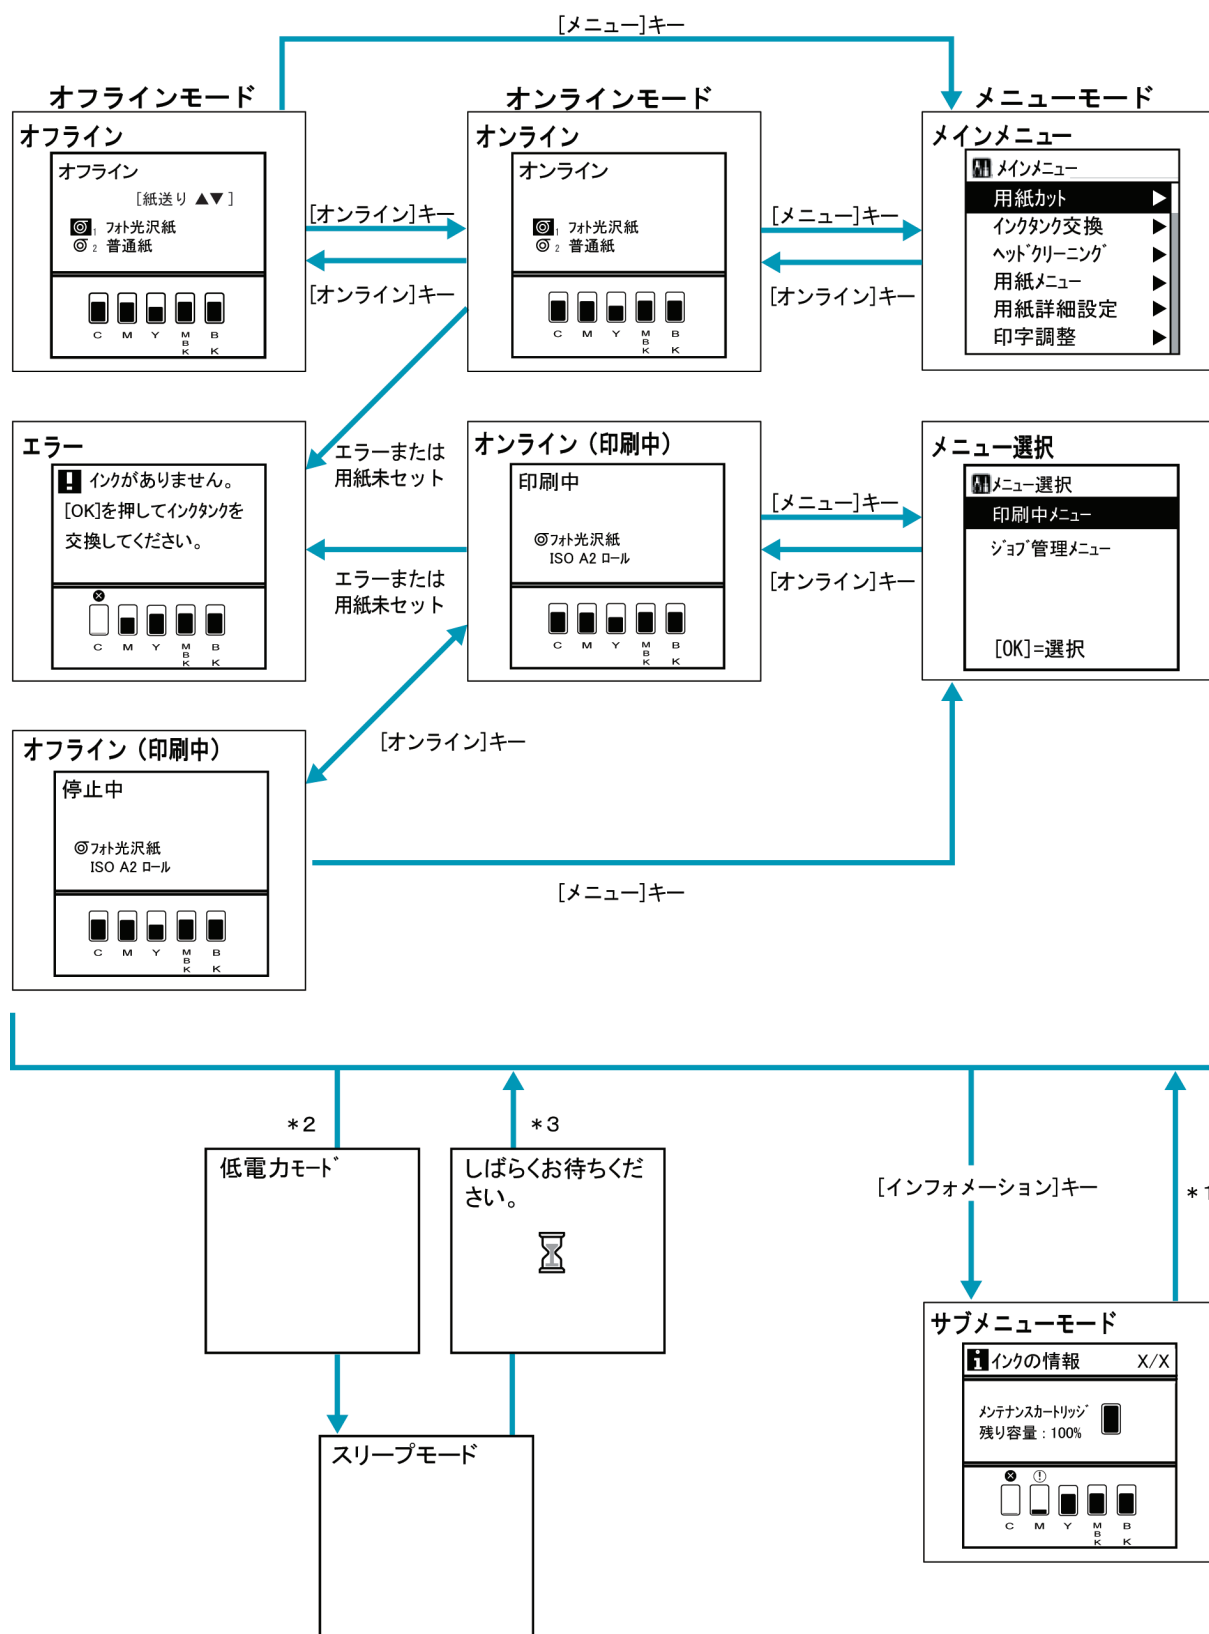 [メニュー]キー
オフラインモード
オンラインモード
メニューモード
オフライン
オフライン
[紙送り ▲▼]
1 フォト光沢紙
2 普通紙
C M Y MBK BK
[オンライン]キー
[オンライン]キー
オンライン
オンライン
1 フォト光沢紙
2 普通紙
C M Y MBK BK
[メニュー]キー
[オンライン]キー
メインメニュー
メインメニュー
用紙カット ▶
インクタンク交換 ▶
ヘッドクリーニング ▶
用紙メニュー ▶
用紙詳細設定 ▶
印字調整 ▶
エラー
! インクがありません。
[OK]を押してインクタンクを
交換してください。
C M Y MBK BK
エラーまたは
用紙未セット
エラーまたは
用紙未セット
オンライン（印刷中）
印刷中
フォト光沢紙
ISO A2 ロール
C M Y MBK BK
[メニュー]キー
[オンライン]キー
メニュー選択
メニュー選択
印刷中メニュー
ジョブ管理メニュー
[OK]=選択
[オンライン]キー
オフライン（印刷中）
停止中
フォト光沢紙
ISO A2 ロール
C M Y MBK BK
[メニュー]キー
*2
*3
低電力モード
しばらくお待ちくだ
さい。
[インフォメーション]キー
*1
スリープモード
サブメニューモード
i インクの情報 X/X
メンテナンスカートリッジ
残り容量：100%
C M Y MBK BK